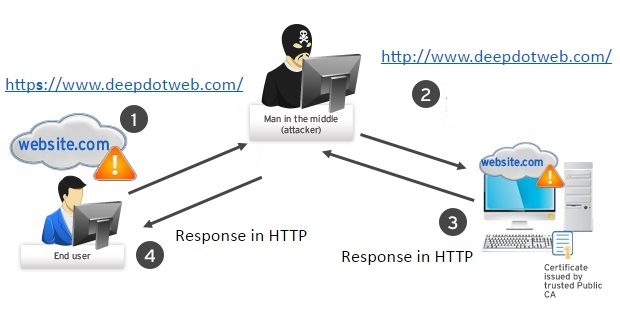 http://www.deepdotweb.com/
https://www.deepdotweb.com/
2
1
Man in the middle
(attacker)
website.com
website.com
3
Response in HTTP
4
Response in HTTP
End user
Certificate
issued by
trusted Public
CA